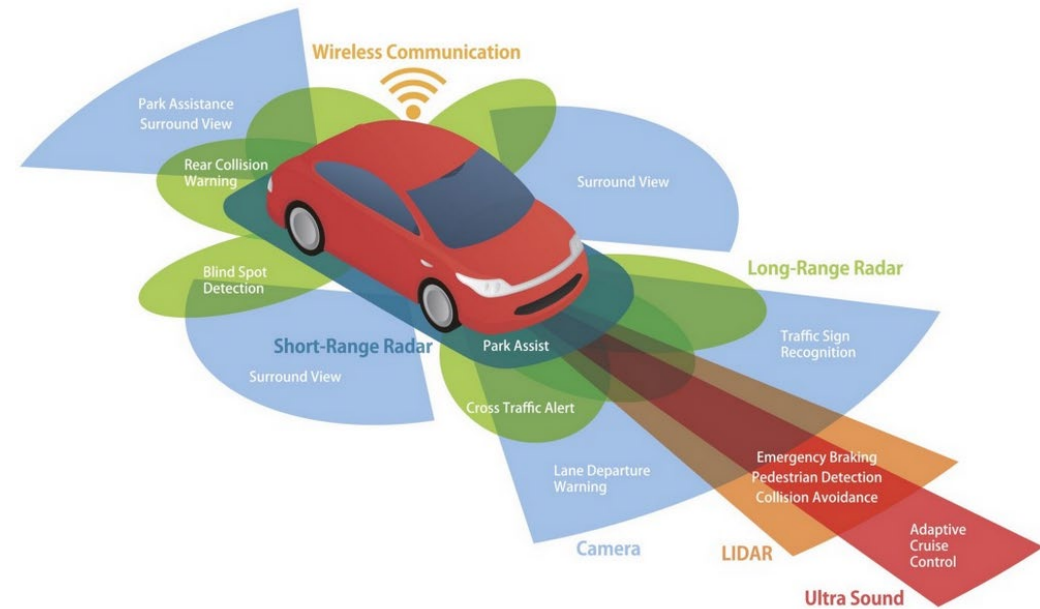 Wireless Communication
Park Assistance
Surround View
Rear Collision
Warning
Surround View
Blind Spot
Detection
Long-Range Radar
Short-Range Radar
Park Assist
Traffic Sign
Recognition
Surround View
Cross Traffic Alert
Lane Departure
Warning
Emergency Braking
Pedestrian Detection
Collision Avoidance
Camera
LIDAR
Adaptive
Cruise
Control
Ultra Sound